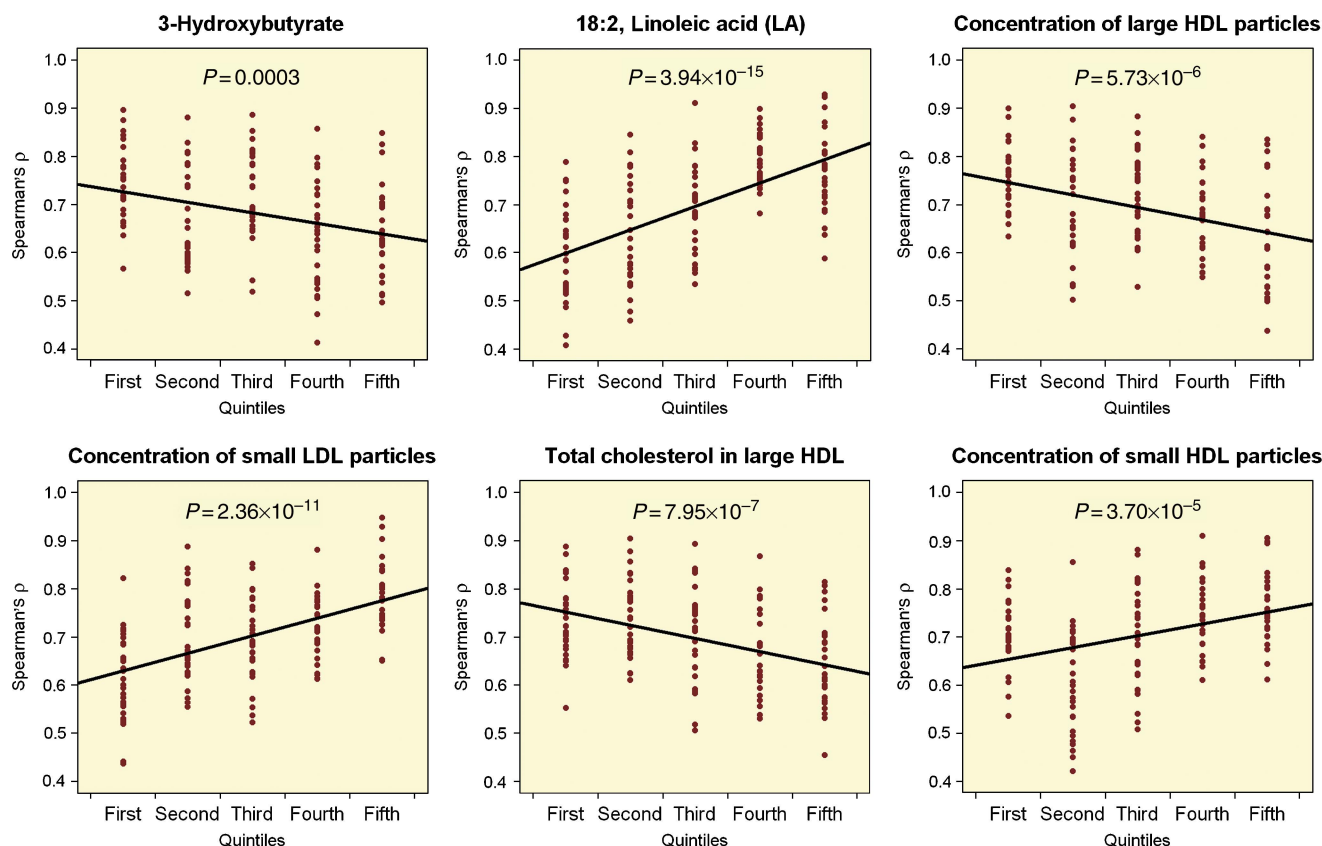 3-Hydroxybutyrate
P=0.0003
1.0
0.9
0.8
0.7
0.6
0.5
0.4
Spearman's ρ
First Second Third Fourth Fifth
Quintiles
18:2, Linoleic acid (LA)
P=3.94×10⁻¹⁵
1.0
0.9
0.8
0.7
0.6
0.5
0.4
Spearman's ρ
First Second Third Fourth Fifth
Quintiles
Concentration of large HDL particles
P=5.73×10⁻⁶
1.0
0.9
0.8
0.7
0.6
0.5
0.4
Spearman's ρ
First Second Third Fourth Fifth
Quintiles
Concentration of small LDL particles
P=2.36×10⁻¹¹
1.0
0.9
0.8
0.7
0.6
0.5
0.4
Spearman's ρ
First Second Third Fourth Fifth
Quintiles
Total cholesterol in large HDL
P=7.95×10⁻⁷
1.0
0.9
0.8
0.7
0.6
0.5
0.4
Spearman's ρ
First Second Third Fourth Fifth
Quintiles
Concentration of small HDL particles
P=3.70×10⁻⁵
1.0
0.9
0.8
0.7
0.6
0.5
0.4
Spearman's ρ
First Second Third Fourth Fifth
Quintiles